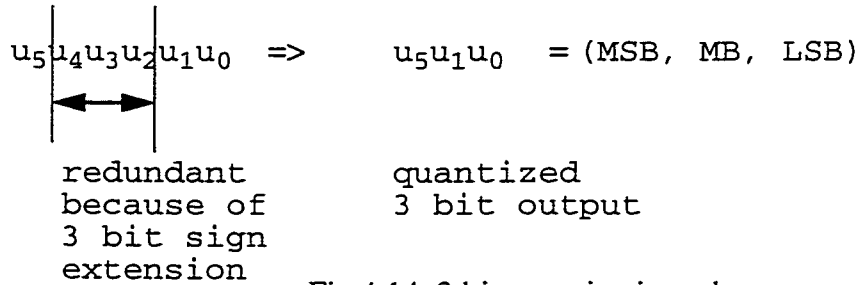 u₅u₄u₃u₂u₁u₀ => u₅u₁u₀ = (MSB, MB, LSB)
redundant
because of
3 bit sign
extension
quantized
3 bit output